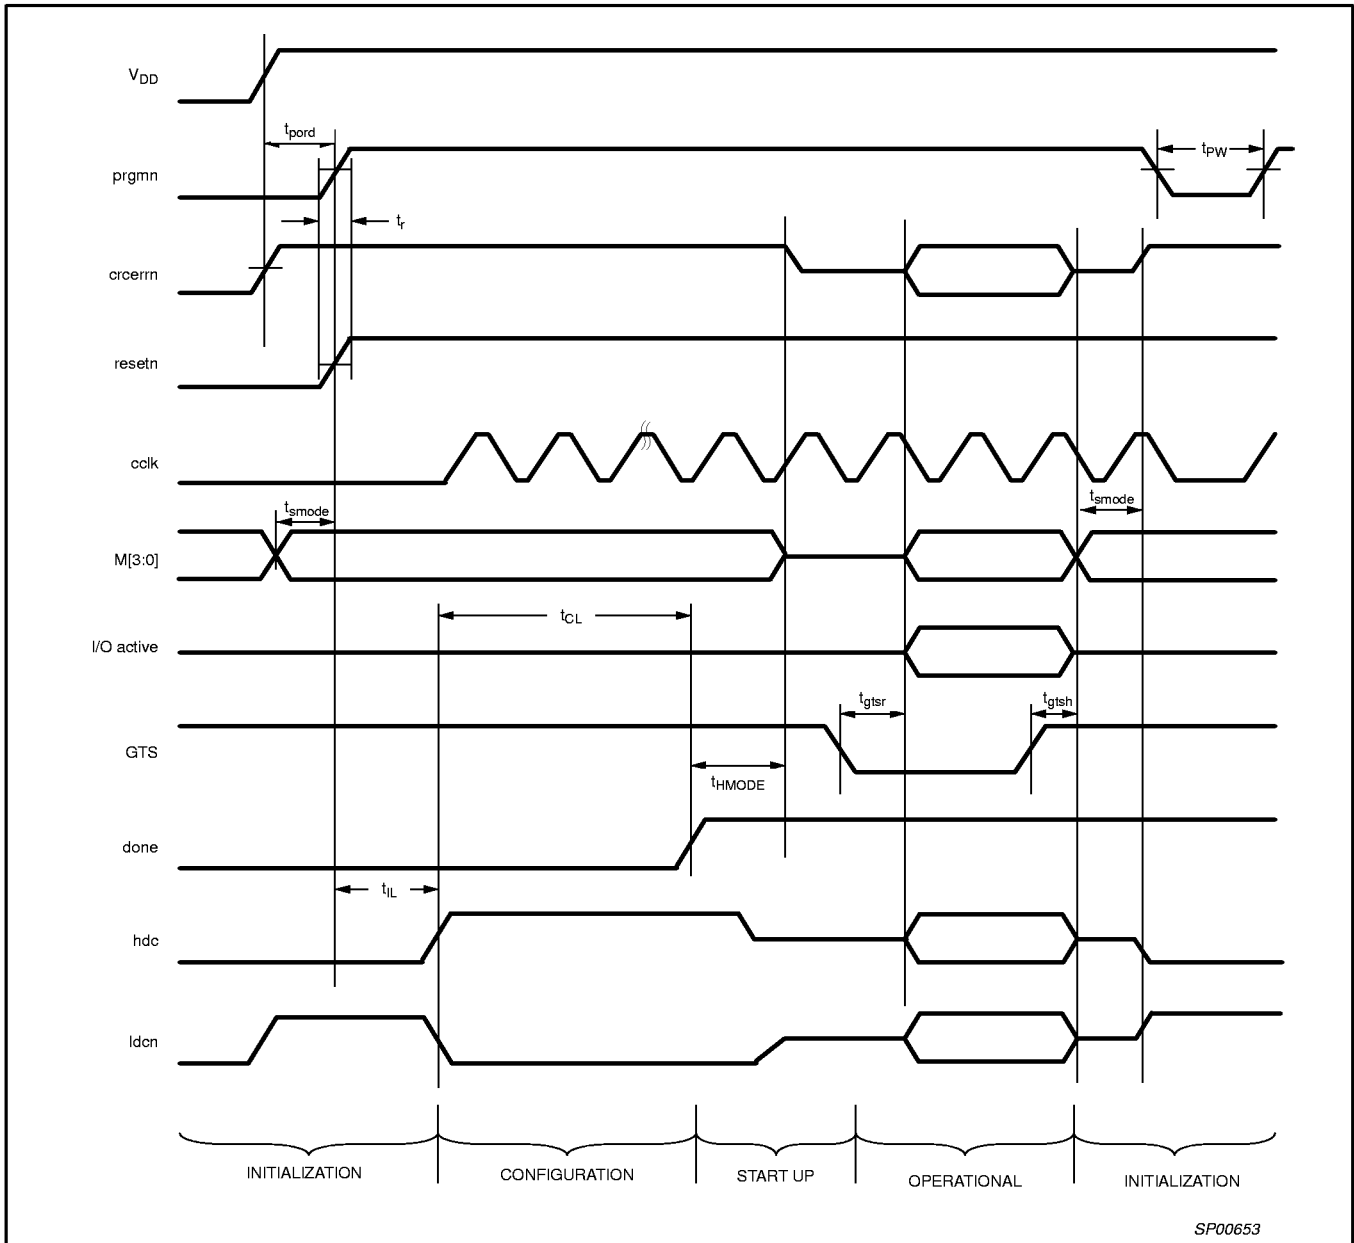 VDD
tpord
prgmn
tPW
tr
crcerrn
resetn
cclk
tsmode
tsmode
M[3:0]
tCL
I/O active
tgtsr
tgtsh
GTS
tHMODE
done
tIL
hdc
ldcn
INITIALIZATION
CONFIGURATION
START UP
OPERATIONAL
INITIALIZATION
SP00653